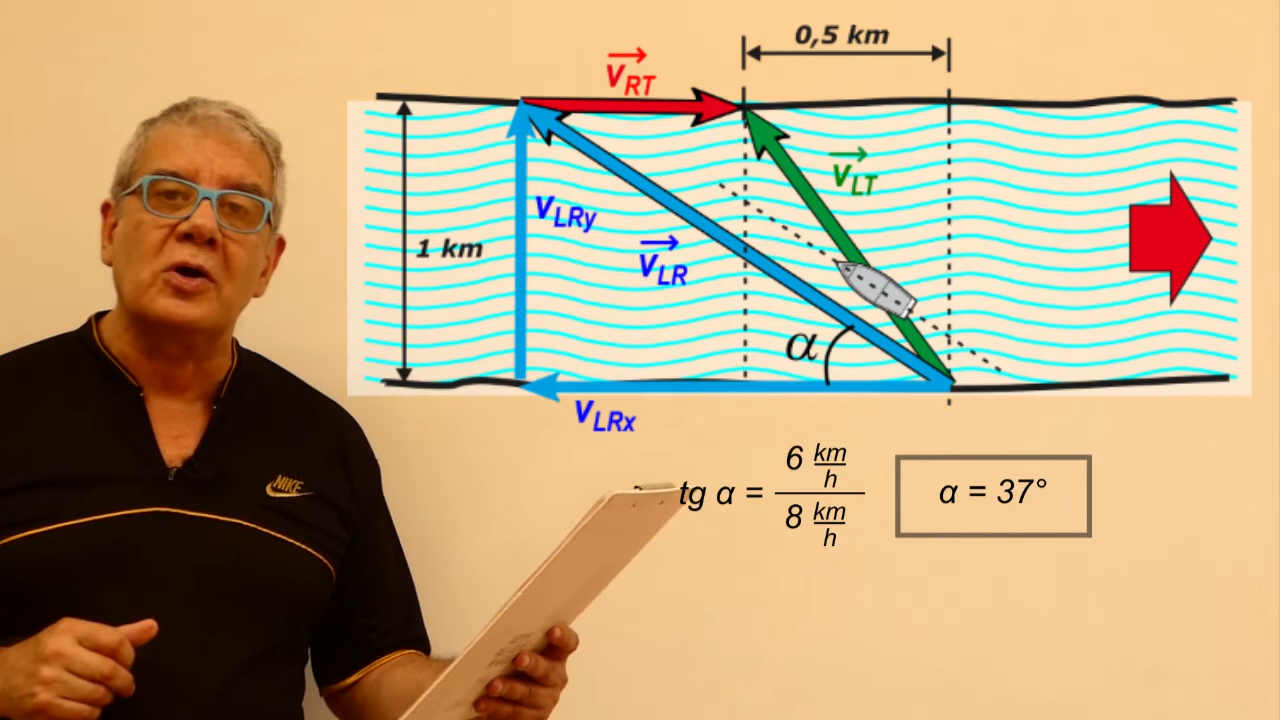 0,5 km
v⃗RT
v⃗LT
vLRy
1 km
v⃗LR
α
vLRx
tg α = 6 km/h / 8 km/h
α = 37°
NIKE